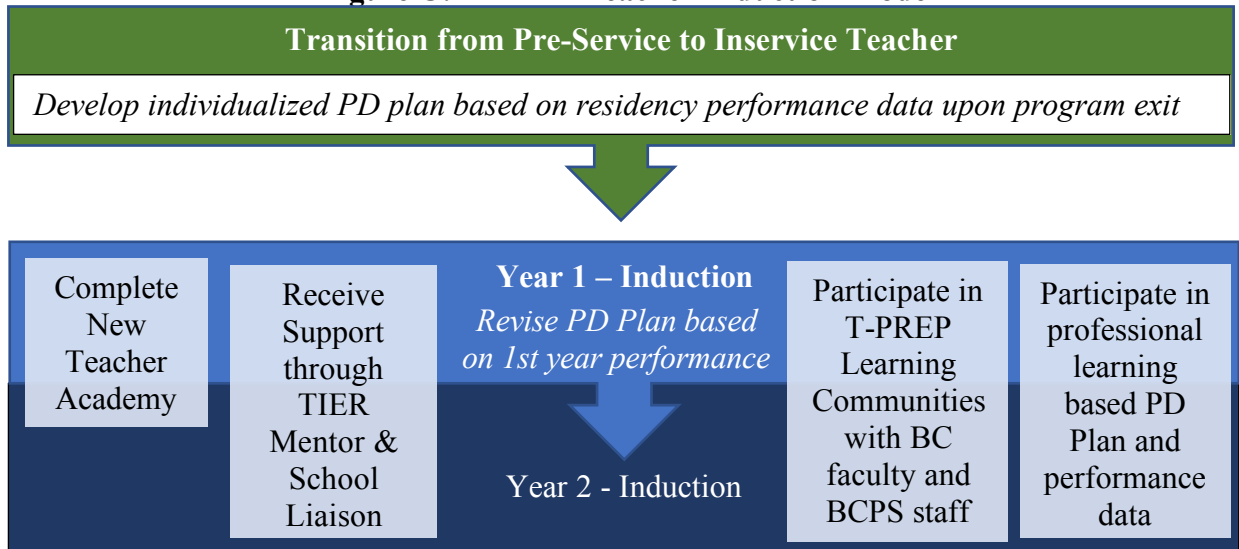 Transition from Pre-Service to Inservice Teacher
Develop individualized PD plan based on residency performance data upon program exit
Complete
New
Teacher
Academy
Receive
Support
through
TIER
Mentor &
School
Liaison
Year 1 – Induction
Revise PD Plan based
on 1st year performance
Year 2 - Induction
Participate in
T-PREP
Learning
Communities
with BC
faculty and
BCPS staff
Participate in
professional
learning
based PD
Plan and
performance
data